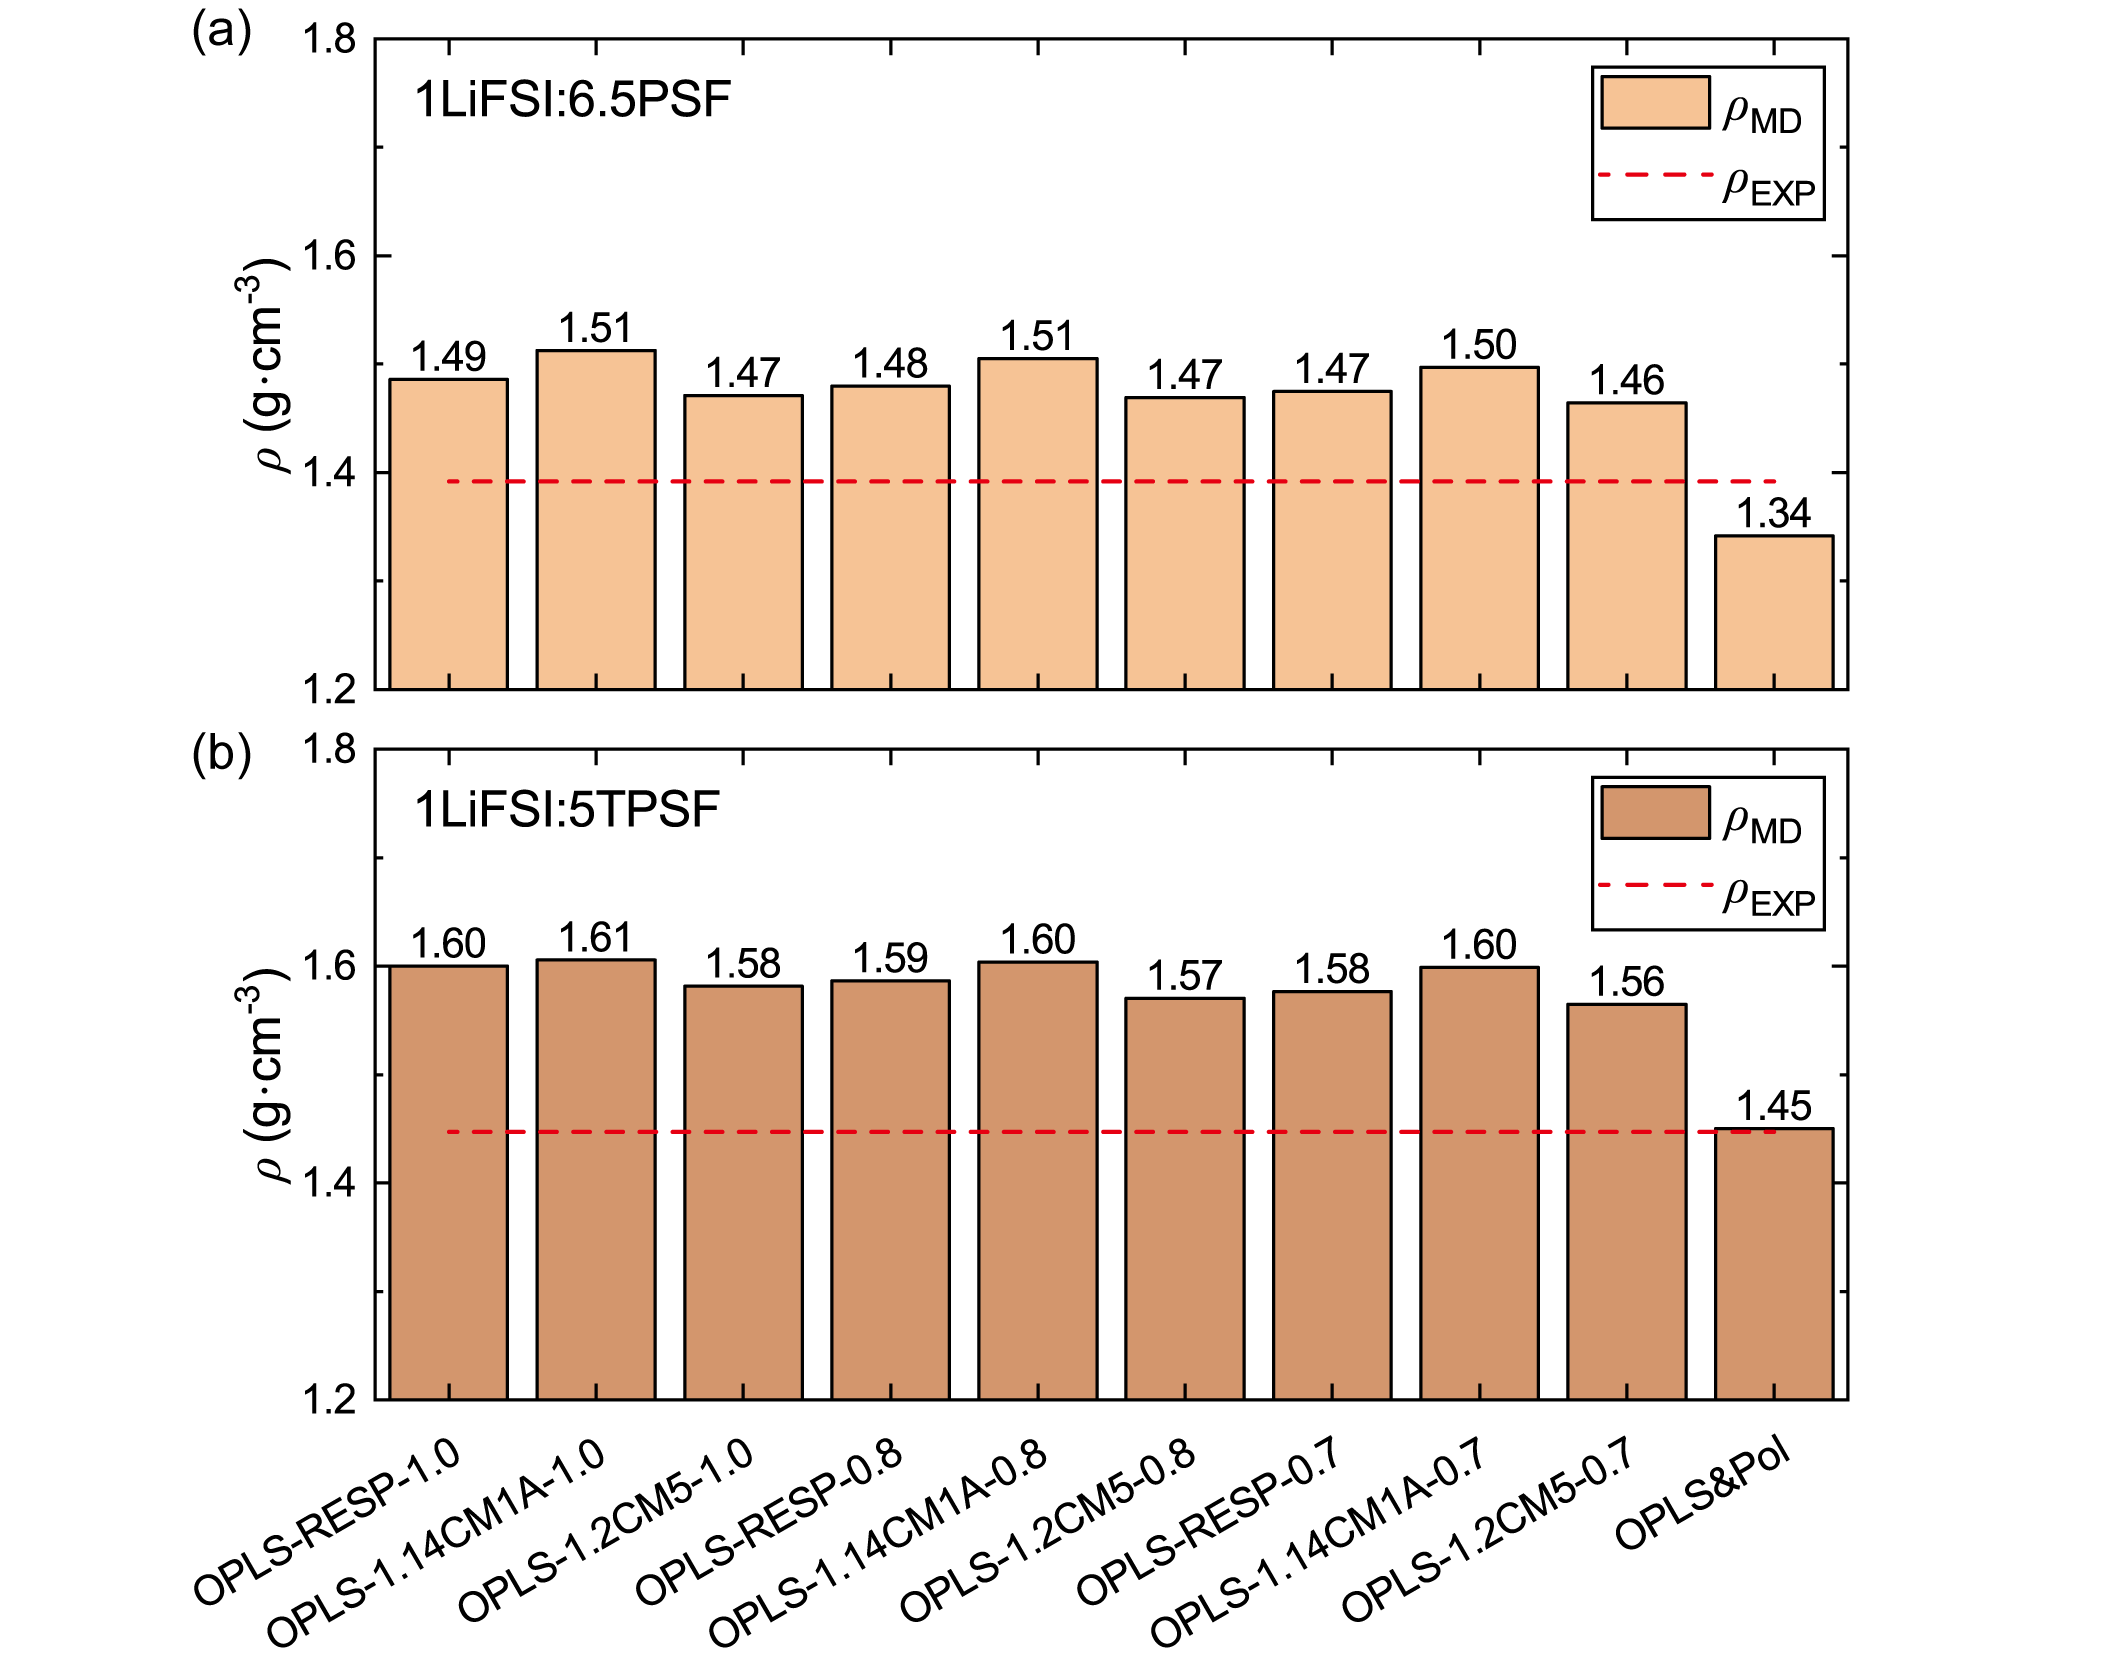 (a)
1LiFSI:6.5PSF
ρMD
ρEXP
ρ (g·cm-3)
1.8
1.6
1.4
1.2
1.49
1.51
1.47
1.48
1.51
1.47
1.47
1.50
1.46
1.34
(b)
1LiFSI:5TPSF
ρMD
ρEXP
ρ (g·cm-3)
1.8
1.6
1.4
1.2
1.60
1.61
1.58
1.59
1.60
1.57
1.58
1.60
1.56
1.45
OPLS-RESP-1.0
OPLS-1.14CM1A-1.0
OPLS-1.2CM5-1.0
OPLS-RESP-0.8
OPLS-1.14CM1A-0.8
OPLS-1.2CM5-0.8
OPLS-RESP-0.7
OPLS-1.14CM1A-0.7
OPLS-1.2CM5-0.7
OPLS&Pol